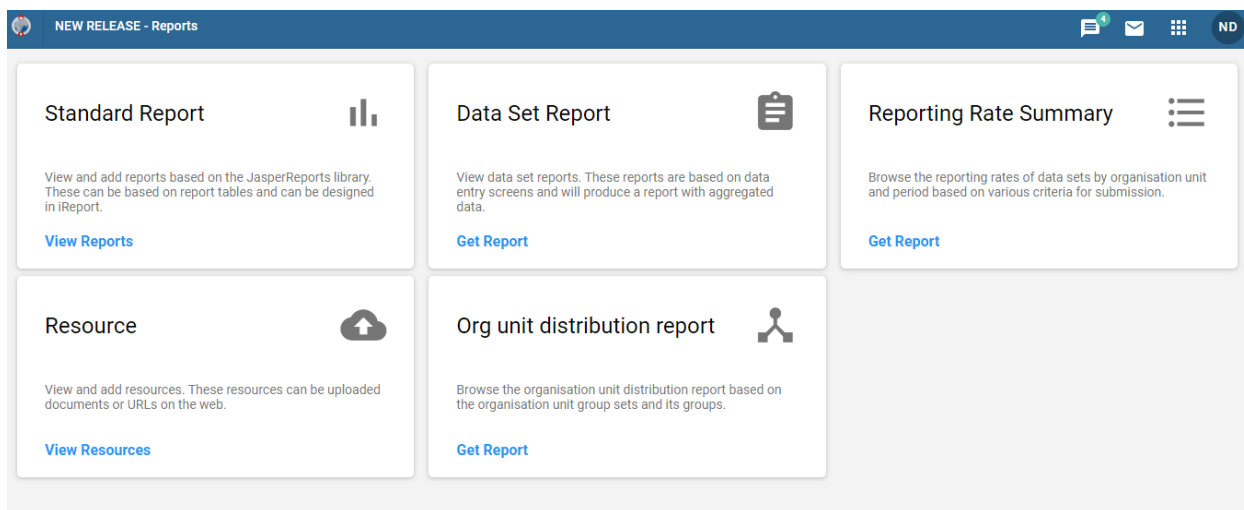 NEW RELEASE - Reports
4
ND
Standard Report
View and add reports based on the JasperReports library.
These can be based on report tables and can be designed
in iReport.
View Reports
Data Set Report
View data set reports. These reports are based on data
entry screens and will produce a report with aggregated
data.
Get Report
Reporting Rate Summary
Browse the reporting rates of data sets by organisation unit
and period based on various criteria for submission.
Get Report
Resource
View and add resources. These resources can be uploaded
documents or URLs on the web.
View Resources
Org unit distribution report
Browse the organisation unit distribution report based on
the organisation unit group sets and its groups.
Get Report